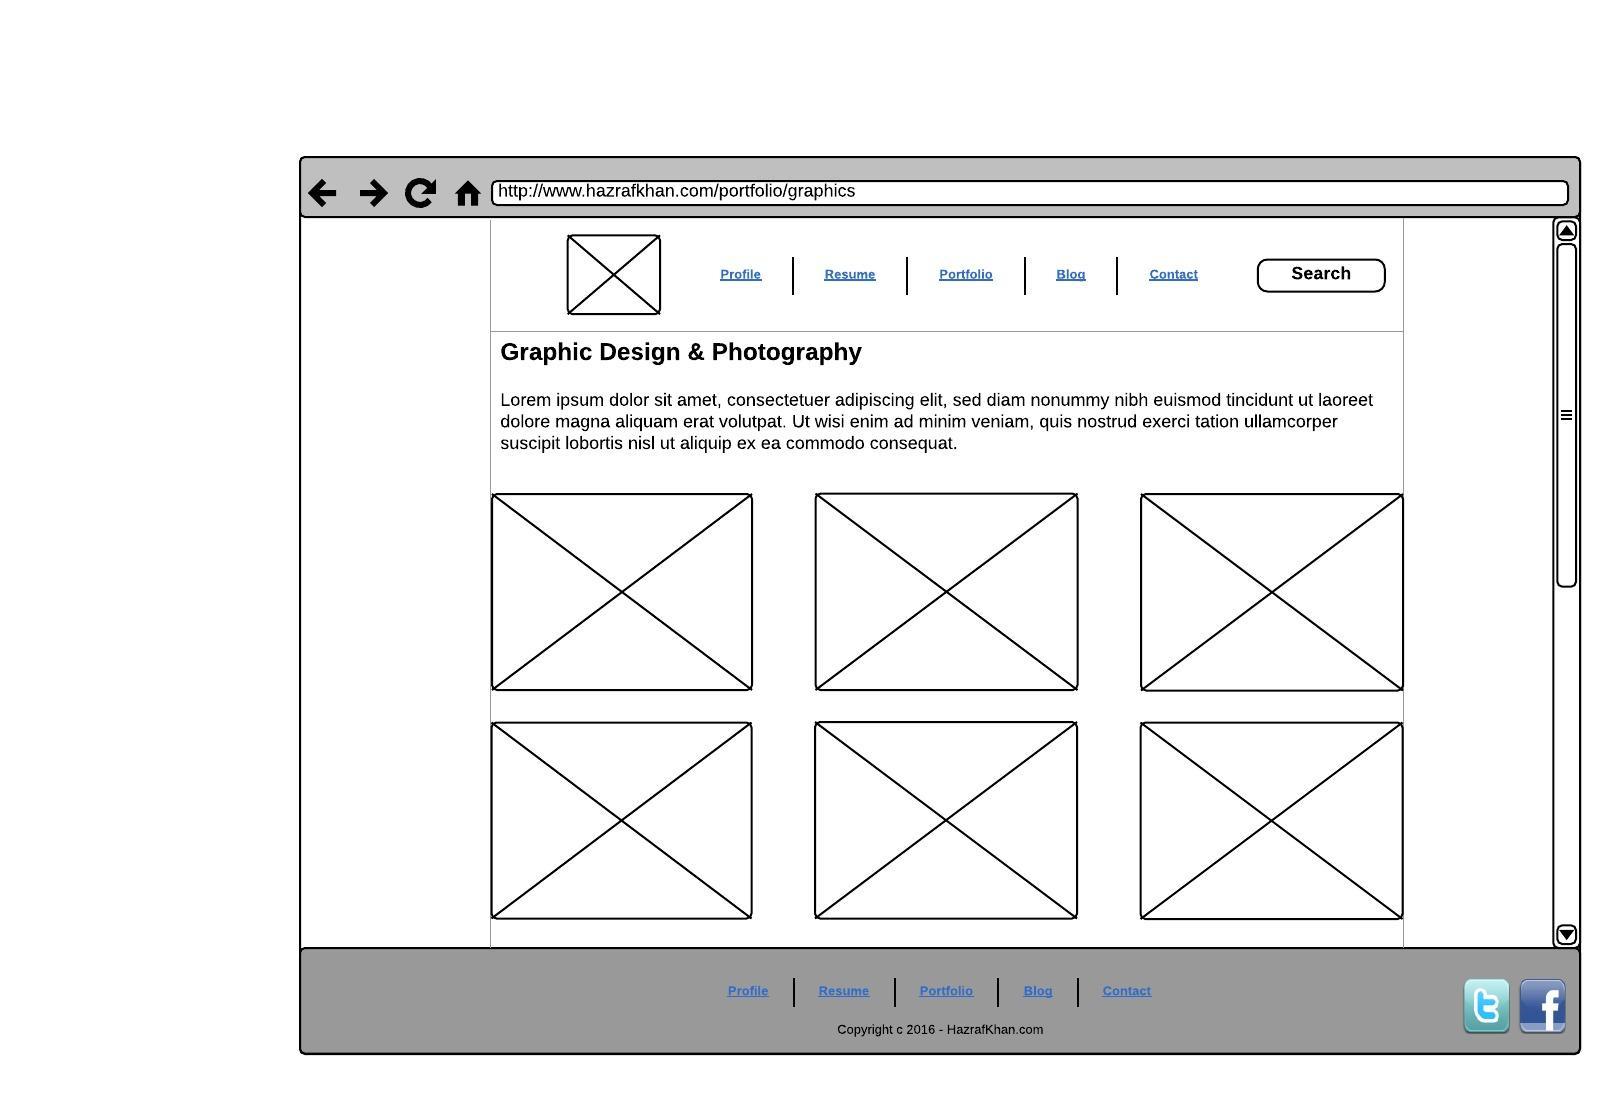 http://www.hazrafkhan.com/portfolio/graphics
Profile
Resume
Portfolio
Blog
Contact
Search
Graphic Design & Photography
Lorem ipsum dolor sit amet, consectetuer adipiscing elit, sed diam nonummy nibh euismod tincidunt ut laoreet
dolore magna aliquam erat volutpat. Ut wisi enim ad minim veniam, quis nostrud exerci tation ullamcorper
suscipit lobortis nisl ut aliquip ex ea commodo consequat.
Profile
Resume
Portfolio
Blog
Contact
Copyright c 2016 - HazrafKhan.com